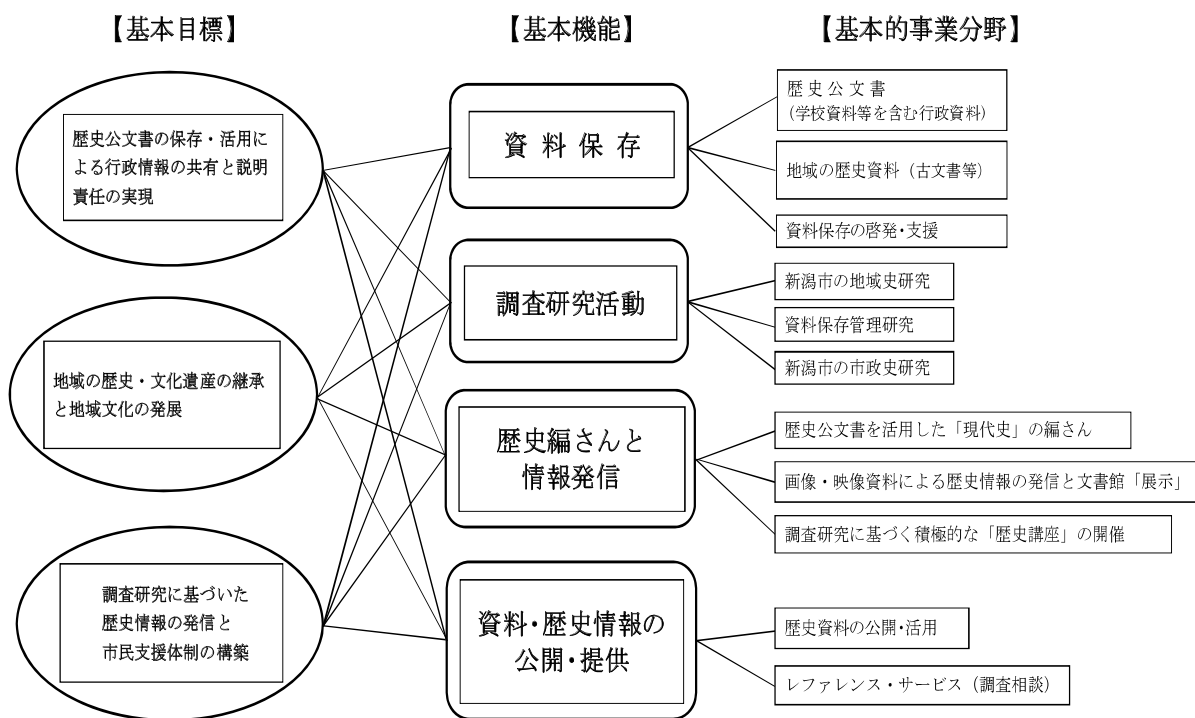 【基本目標】
【基本機能】
【基本的事業分野】
歴史公文書の保存・活用に
よる行政情報の共有と説明
責任の実現
地域の歴史・文化遺産の継承
と地域文化の発展
調査研究に基づいた
歴史情報の発信と
市民支援体制の構築
資料保存
調査研究活動
歴史編さんと
情報発信
資料・歴史情報の
公開・提供
歴史公文書
(学校資料等を含む行政資料)
地域の歴史資料（古文書等）
資料保存の啓発・支援
新潟市の地域史研究
資料保存管理研究
新潟市の市政史研究
歴史公文書を活用した「現代史」の編さん
画像・映像資料による歴史情報の発信と文書館「展示」
調査研究に基づく積極的な「歴史講座」の開催
歴史資料の公開・活用
レファレンス・サービス（調査相談）